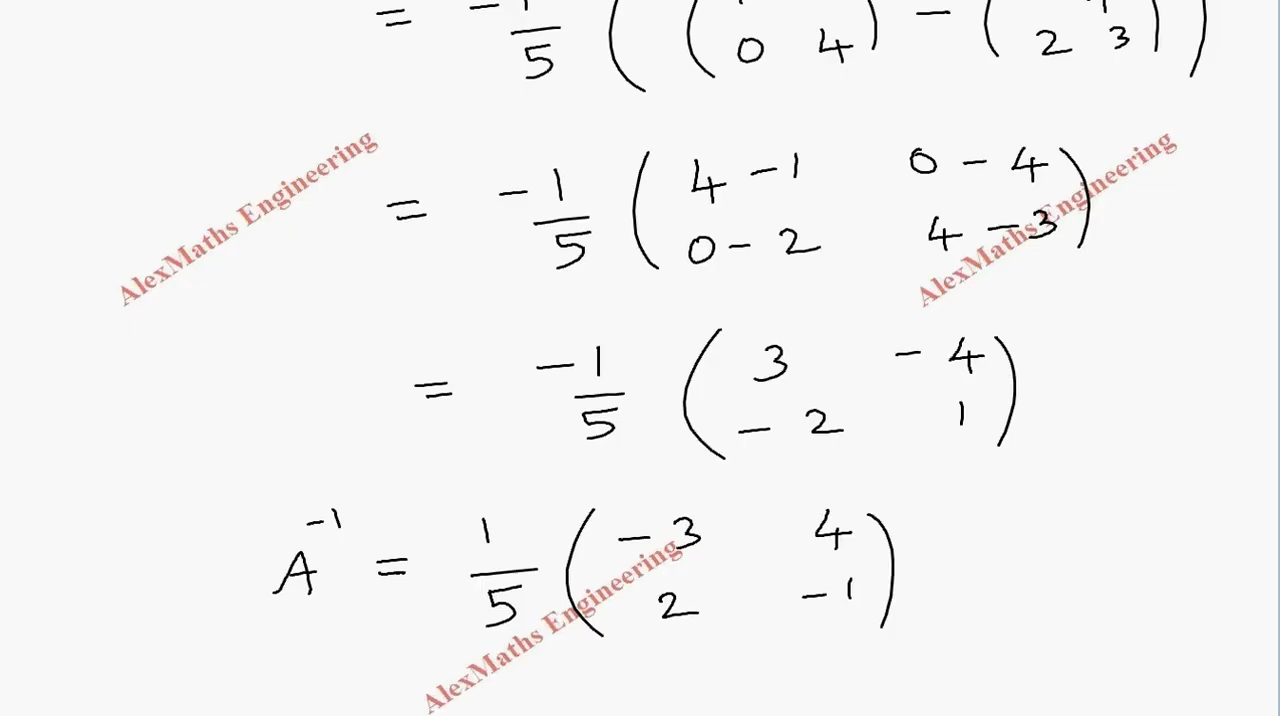 = -1/5 ( ( 0 4 ) - ( 2 3 ) )
= -1/5 ( 4 - 1 0 - 4
0 - 2 4 - 3 )
= -1/5 ( 3 - 4
- 2 1 )
A^-1 = 1/5 ( - 3 4
2 - 1 )
AlexMaths Engineering
AlexMaths Engineering
AlexMaths Engineering